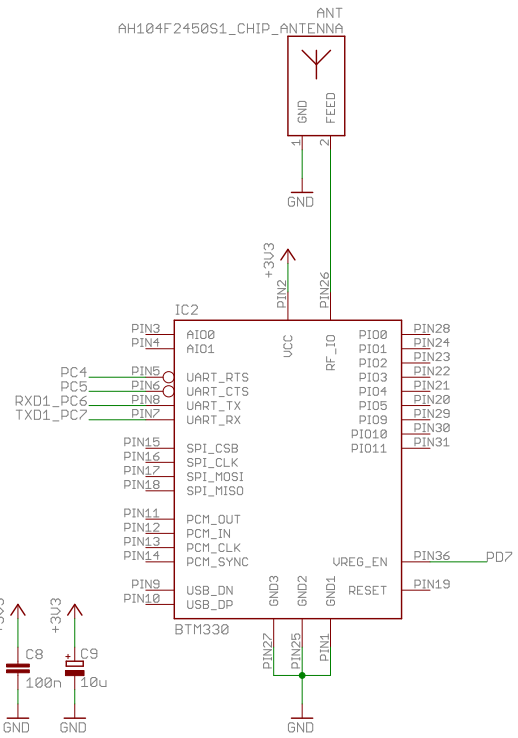 ANT
AH104F2450S1_CHIP_ANTENNA
GND
FEED
1
2
GND
+3V3
PIN2
PIN26
IC2
VCC
RF_IO
PIN3 AIO0 PIO0 PIN28
PIN4 AIO1 PIO1 PIN24
PIO2 PIN23
PC4 PIN5 UART_RTS PIO3 PIN22
PC5 PIN6 UART_CTS PIO4 PIN21
RXD1_PC6 PIN8 UART_TX PIO5 PIN20
TXD1_PC7 PIN7 UART_RX PIO9 PIN29
PIO10 PIN30
PIN15 SPI_CSB PIO11 PIN31
PIN16 SPI_CLK
PIN17 SPI_MOSI
PIN18 SPI_MISO
PIN11 PCM_OUT
PIN12 PCM_IN
PIN13 PCM_CLK
PIN14 PCM_SYNC VREG_EN PIN36 PD7
PIN9 USB_DN RESET PIN19
PIN10 USB_DP
GND3
GND2
GND1
BTM330
PIN27
PIN25
PIN1
GND
+3V3
C8
100n
GND
+3V3
+
C9
10u
GND